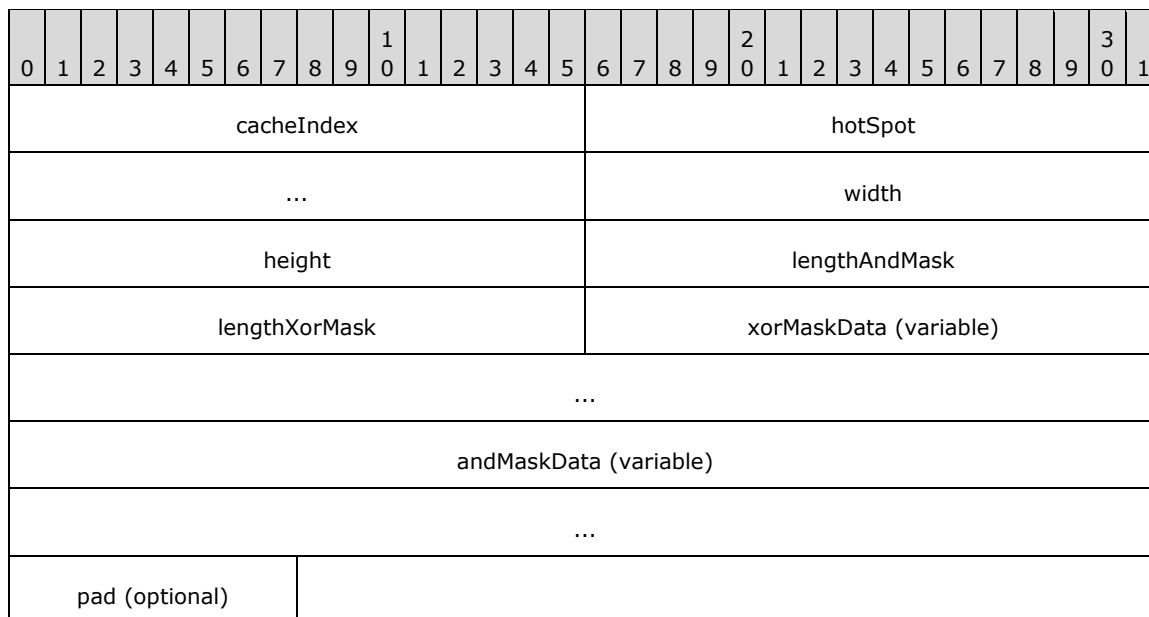 1 2 3
0 1 2 3 4 5 6 7 8 9 0 1 2 3 4 5 6 7 8 9 0 1 2 3 4 5 6 7 8 9 0 1
cacheIndex hotSpot
... width
height lengthAndMask
lengthXorMask xorMaskData (variable)
...
andMaskData (variable)
...
pad (optional)